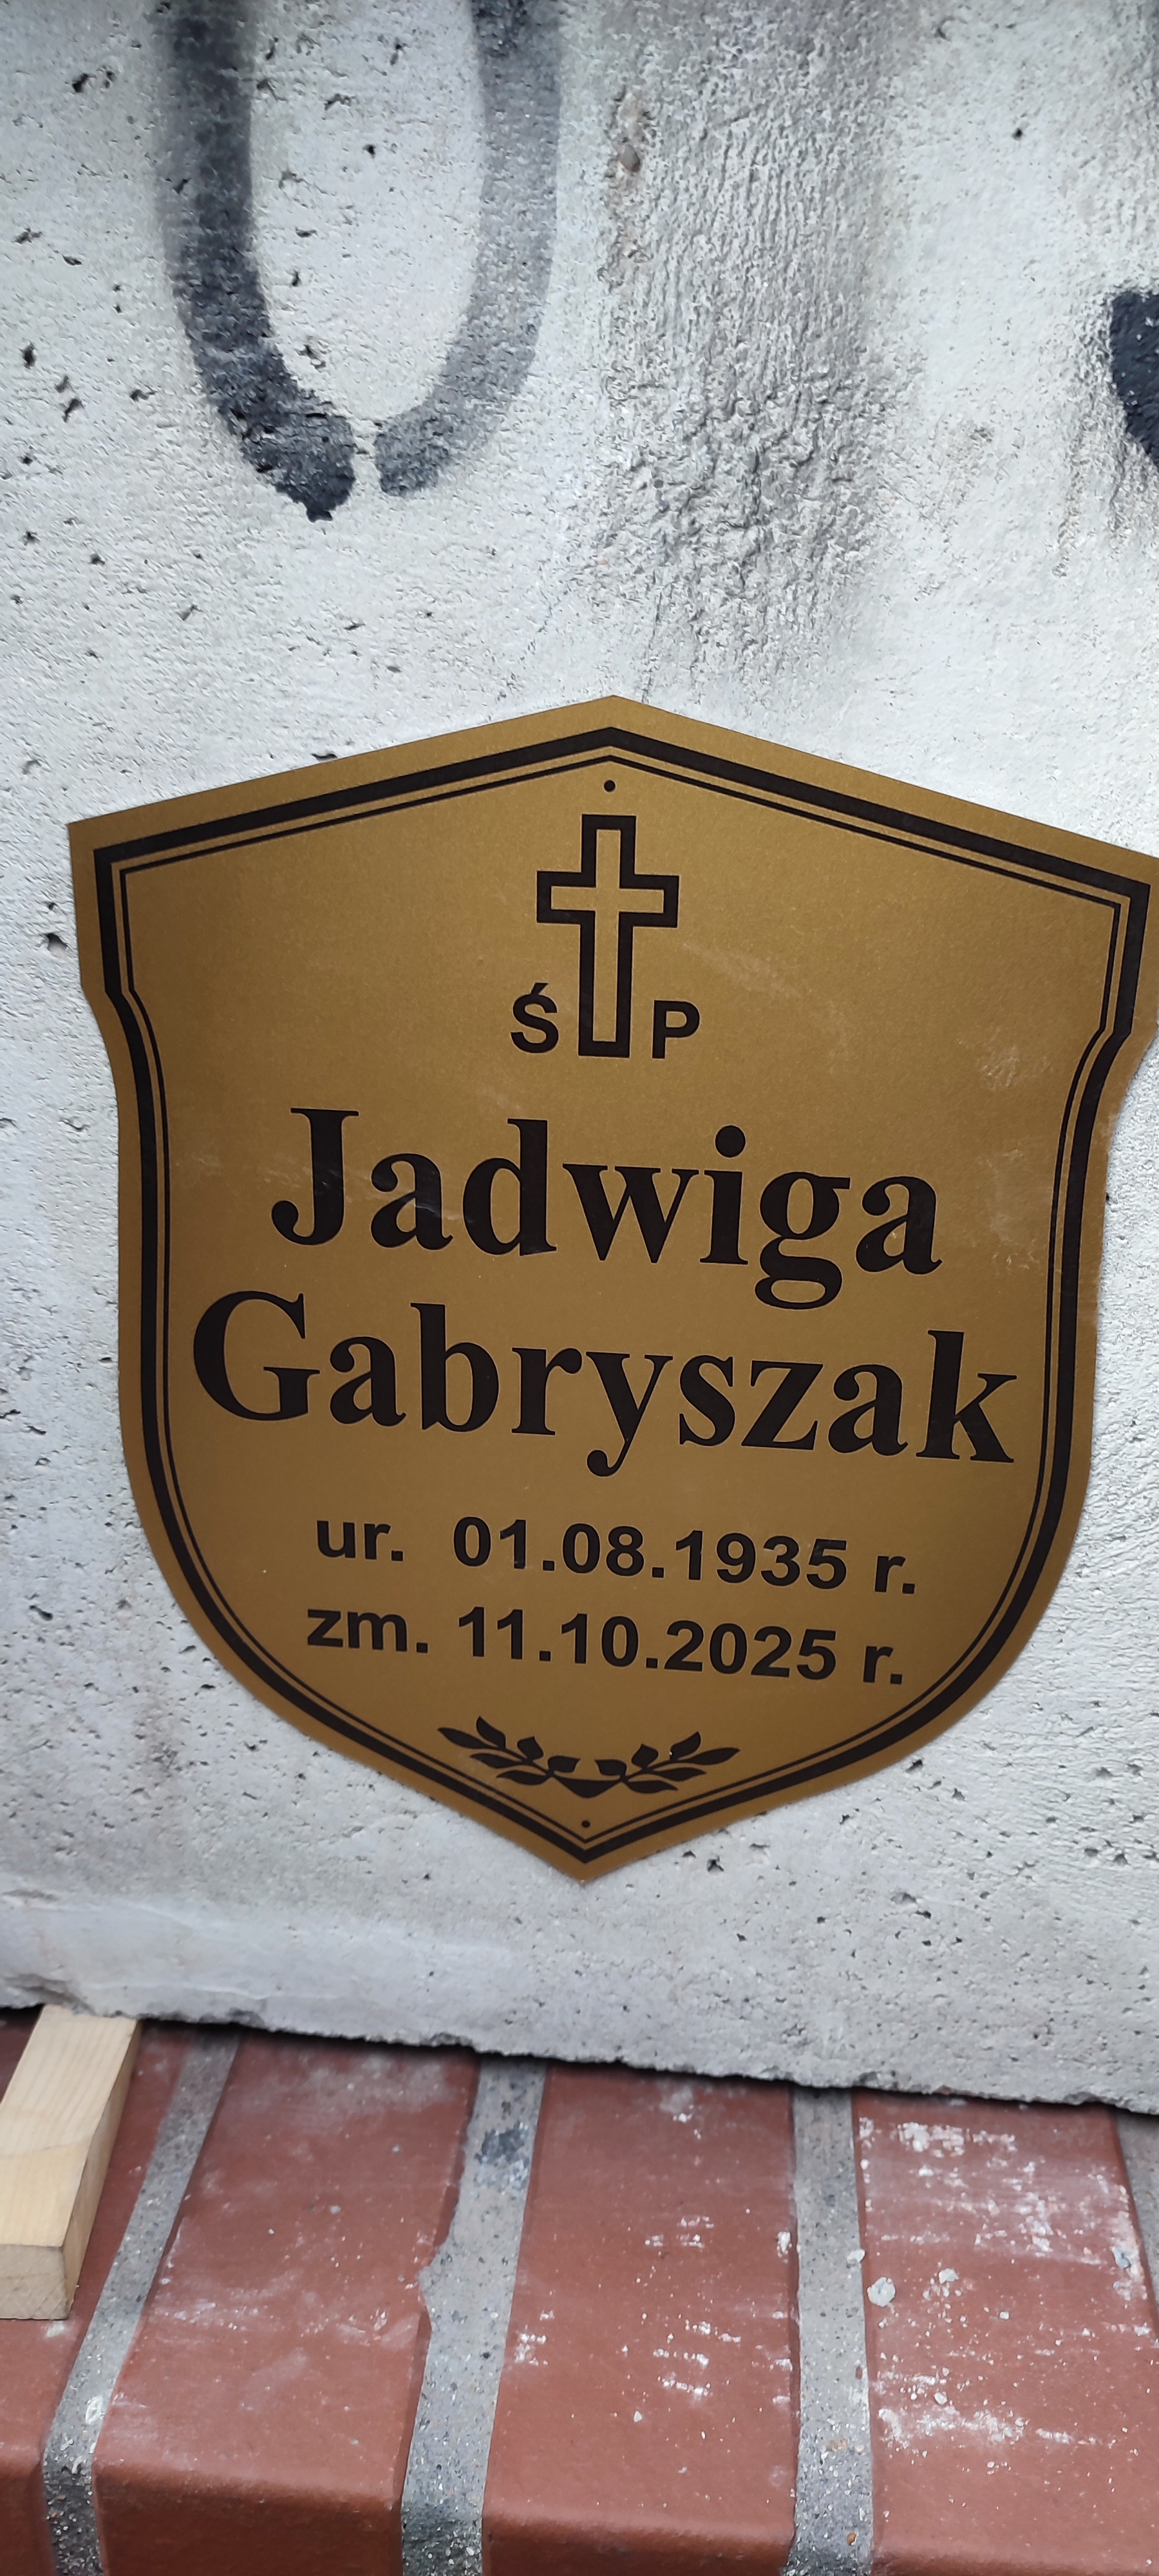 Ś P
Jadwiga
Gabryszak
ur. 01.08.1935 r.
zm. 11.10.2025 r.